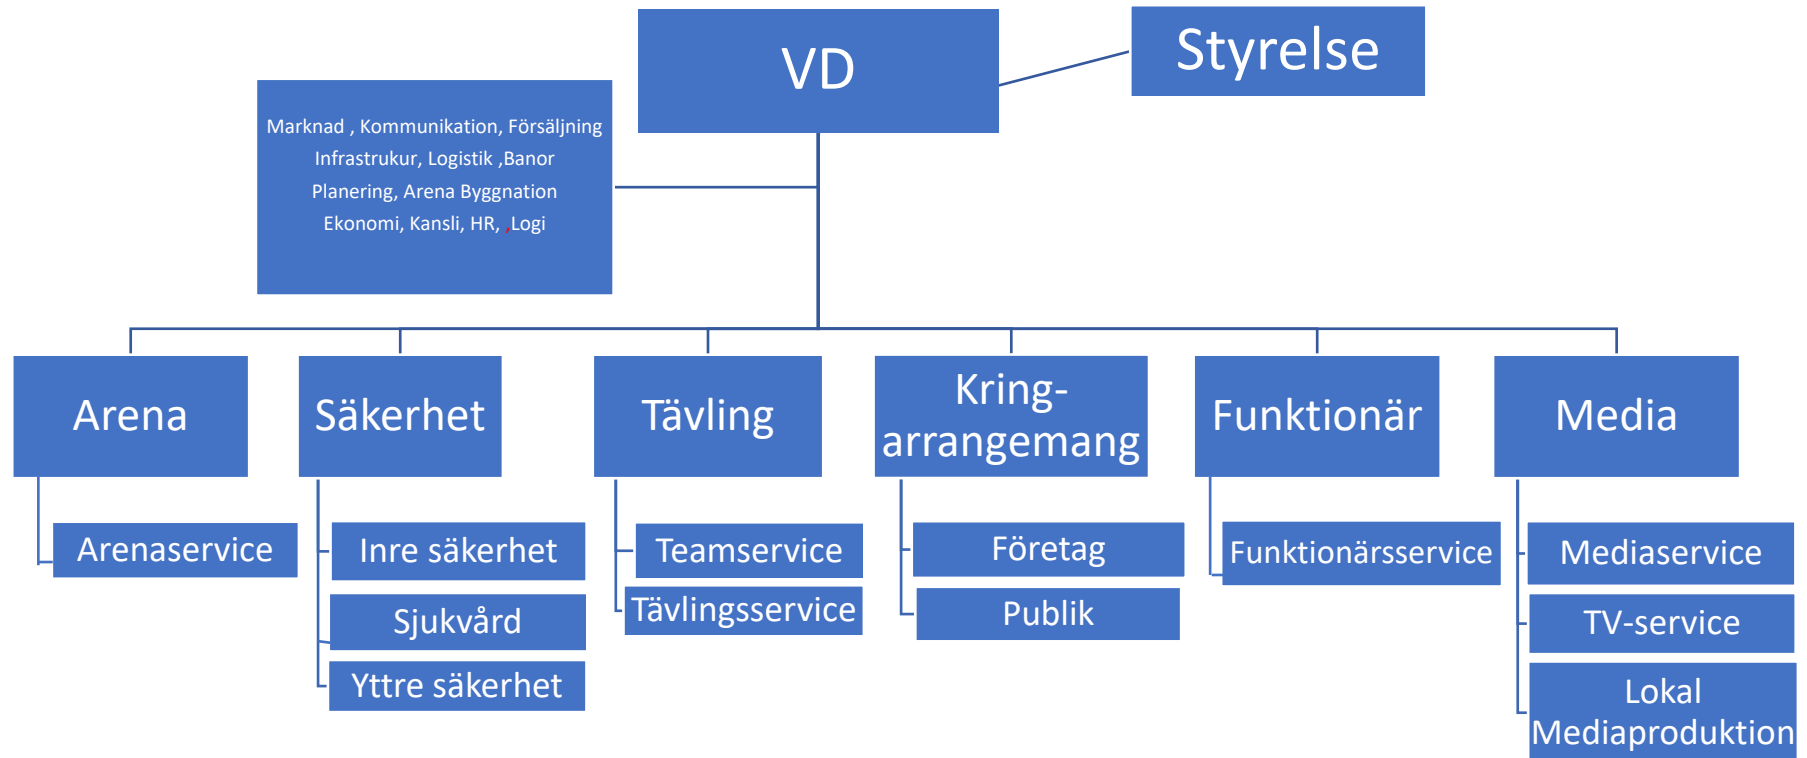 VD
Styrelse
Marknad , Kommunikation, Försäljning
Infrastrukur, Logistik ,Banor
Planering, Arena Byggnation
Ekonomi, Kansli, HR, ,Logi
Arena
Säkerhet
Tävling
Kring-
arrangemang
Funktionär
Media
Arenaservice
Inre säkerhet
Sjukvård
Yttre säkerhet
Teamservice
Tävlingsservice
Företag
Publik
Funktionärsservice
Mediaservice
TV-service
Lokal
Mediaproduktion